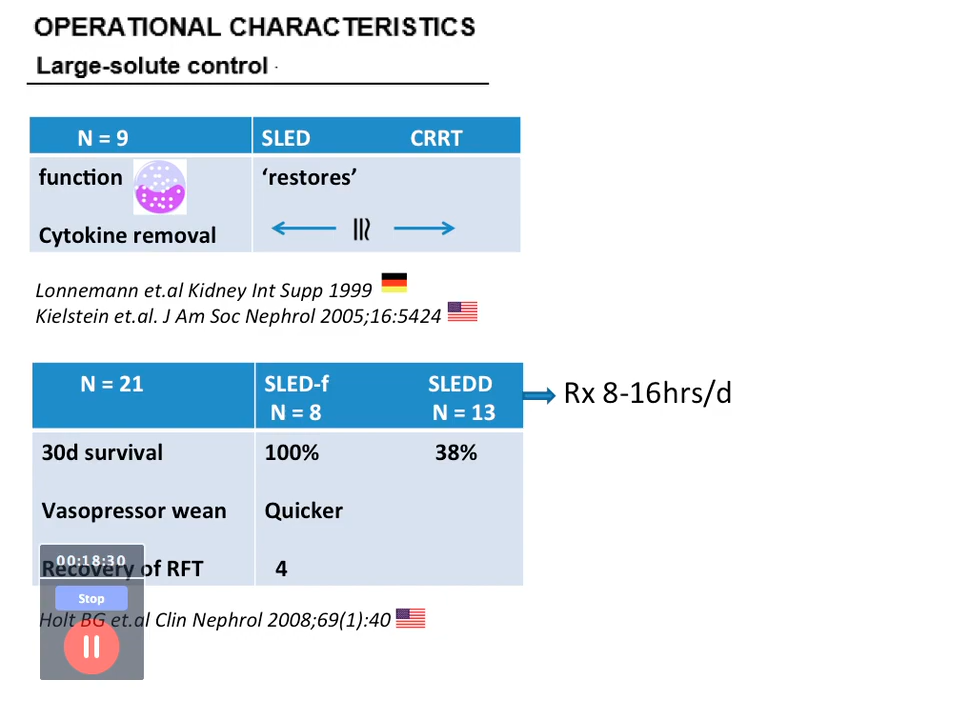 OPERATIONAL CHARACTERISTICS
Large-solute control .
N = 9 SLED CRRT
function ‘restores’
Cytokine removal
Lonnemann et.al Kidney Int Supp 1999
Kielstein et.al. J Am Soc Nephrol 2005;16:5424
N = 21 SLED-f SLEDD
N = 8 N = 13
Rx 8-16hrs/d
30d survival 100% 38%
Vasopressor wean Quicker
00:18:30
Recovery of RFT 4
Stop
Holt BG et.al Clin Nephrol 2008;69(1):40